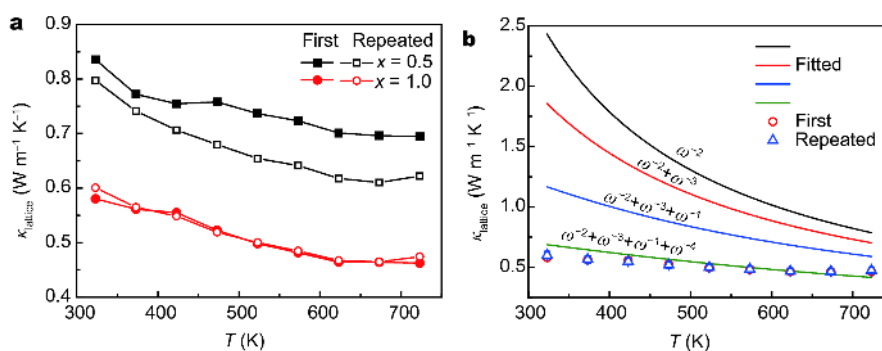 a
First Repeated
x = 0.5
x = 1.0
0.9
0.8
0.7
0.6
0.5
0.4
κlattice (W m⁻¹ K⁻¹)
300 400 500 600 700
T (K)
b
Fitted
First
Repeated
ω⁻²
ω⁻²+ω⁻³
ω⁻²+ω⁻³+ω⁻¹
ω⁻²+ω⁻³+ω⁻¹+ω⁻⁴
2.5
2.0
1.5
1.0
0.5
κlattice (W m⁻¹ K⁻¹)
300 400 500 600 700
T (K)